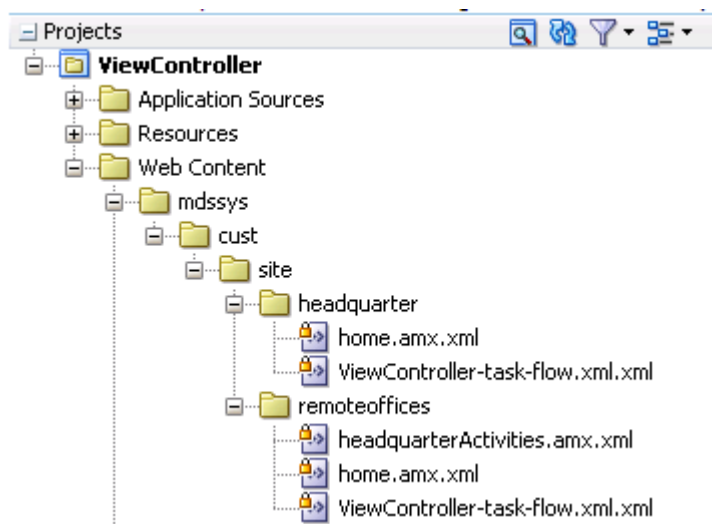 Projects
ViewController
Application Sources
Resources
Web Content
mdssys
cust
site
headquarter
home.amx.xml
ViewController-task-flow.xml.xml
remoteoffices
headquarterActivities.amx.xml
home.amx.xml
ViewController-task-flow.xml.xml